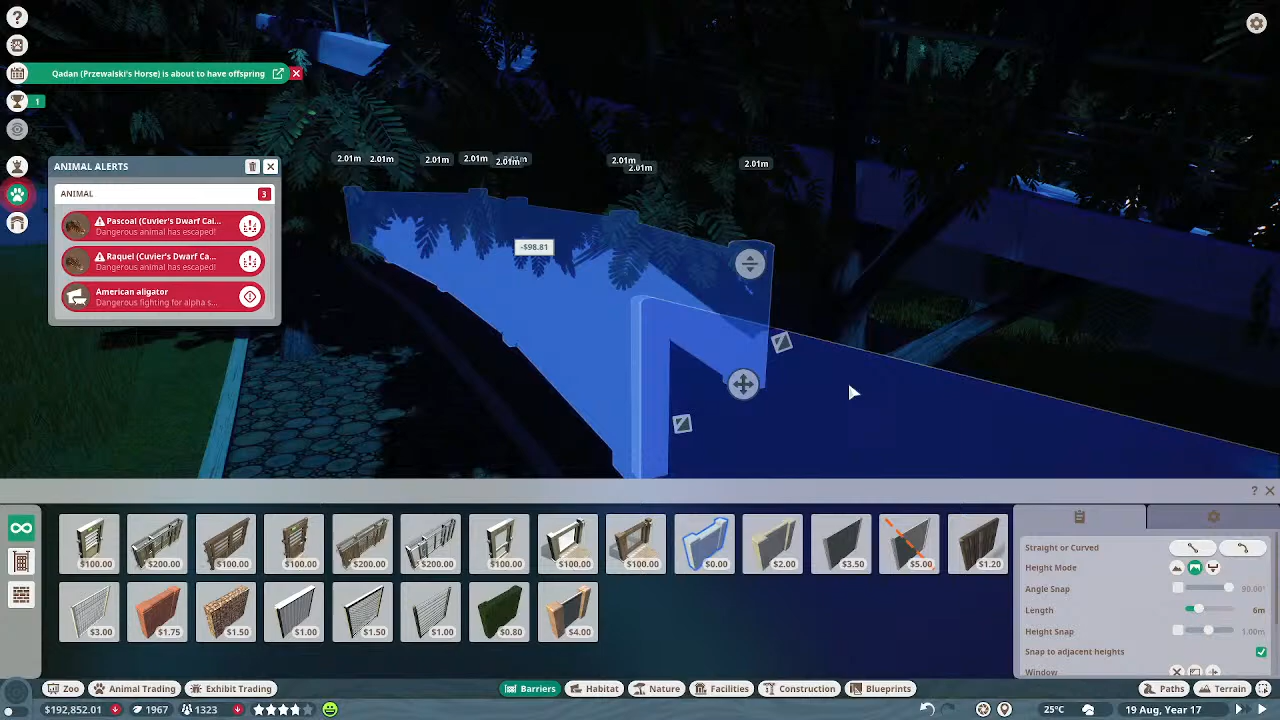 ?
Qadan (Przewalski's Horse) is about to have offspring
1
ANIMAL ALERTS
ANIMAL
3
Pascoal (Cuvier's Dwarf Cai...
Dangerous animal has escaped!
Raquel (Cuvier's Dwarf Ca...
Dangerous animal has escaped!
American aligator
Dangerous fighting for alpha s...
2.01m 2.01m 2.01m 2.01m 2.01m 2.01m 2.01m 2.01m
-$98.81
?
$100.00 $200.00 $100.00 $100.00 $200.00 $200.00 $100.00 $100.00 $100.00 $0.00 $2.00 $3.50 $5.00 $1.20
$3.00 $1.75 $1.50 $1.00 $1.50 $1.00 $0.80 $4.00
Straight or Curved
Height Mode
Angle Snap 90.00°
Length 6m
Height Snap 1.00m
Snap to adjacent heights
Window
Zoo Animal Trading Exhibit Trading Barriers Habitat Nature Facilities Construction Blueprints Paths Terrain
$192,852.01 1967 1323 25°C 19 Aug, Year 17